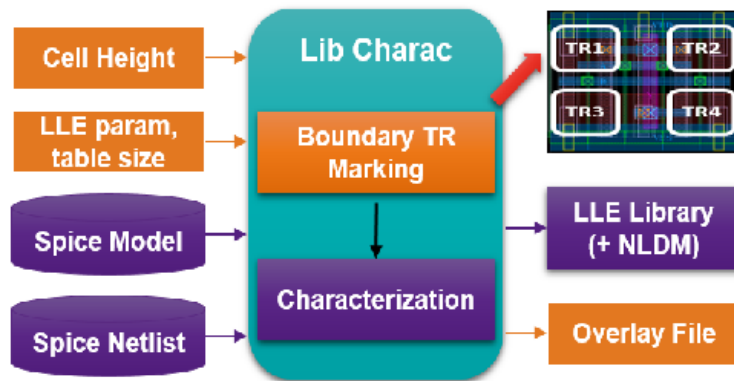 Cell Height
LLE param,
table size
Spice Model
Spice Netlist
Lib Charac
Boundary TR
Marking
Characterization
TR1
TR2
TR3
TR4
LLE Library
(+ NLDM)
Overlay File